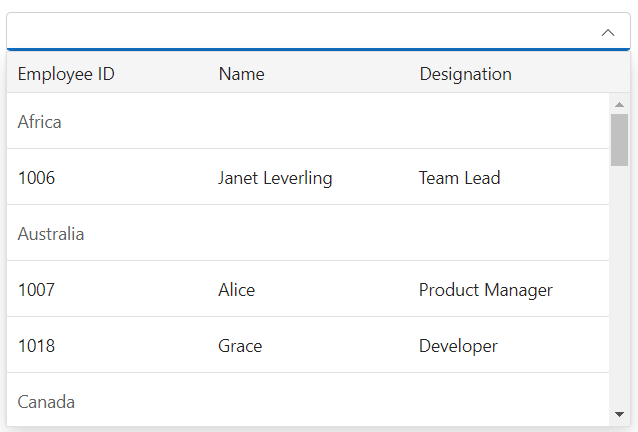 Employee ID Name Designation
Africa
1006 Janet Leverling Team Lead
Australia
1007 Alice Product Manager
1018 Grace Developer
Canada